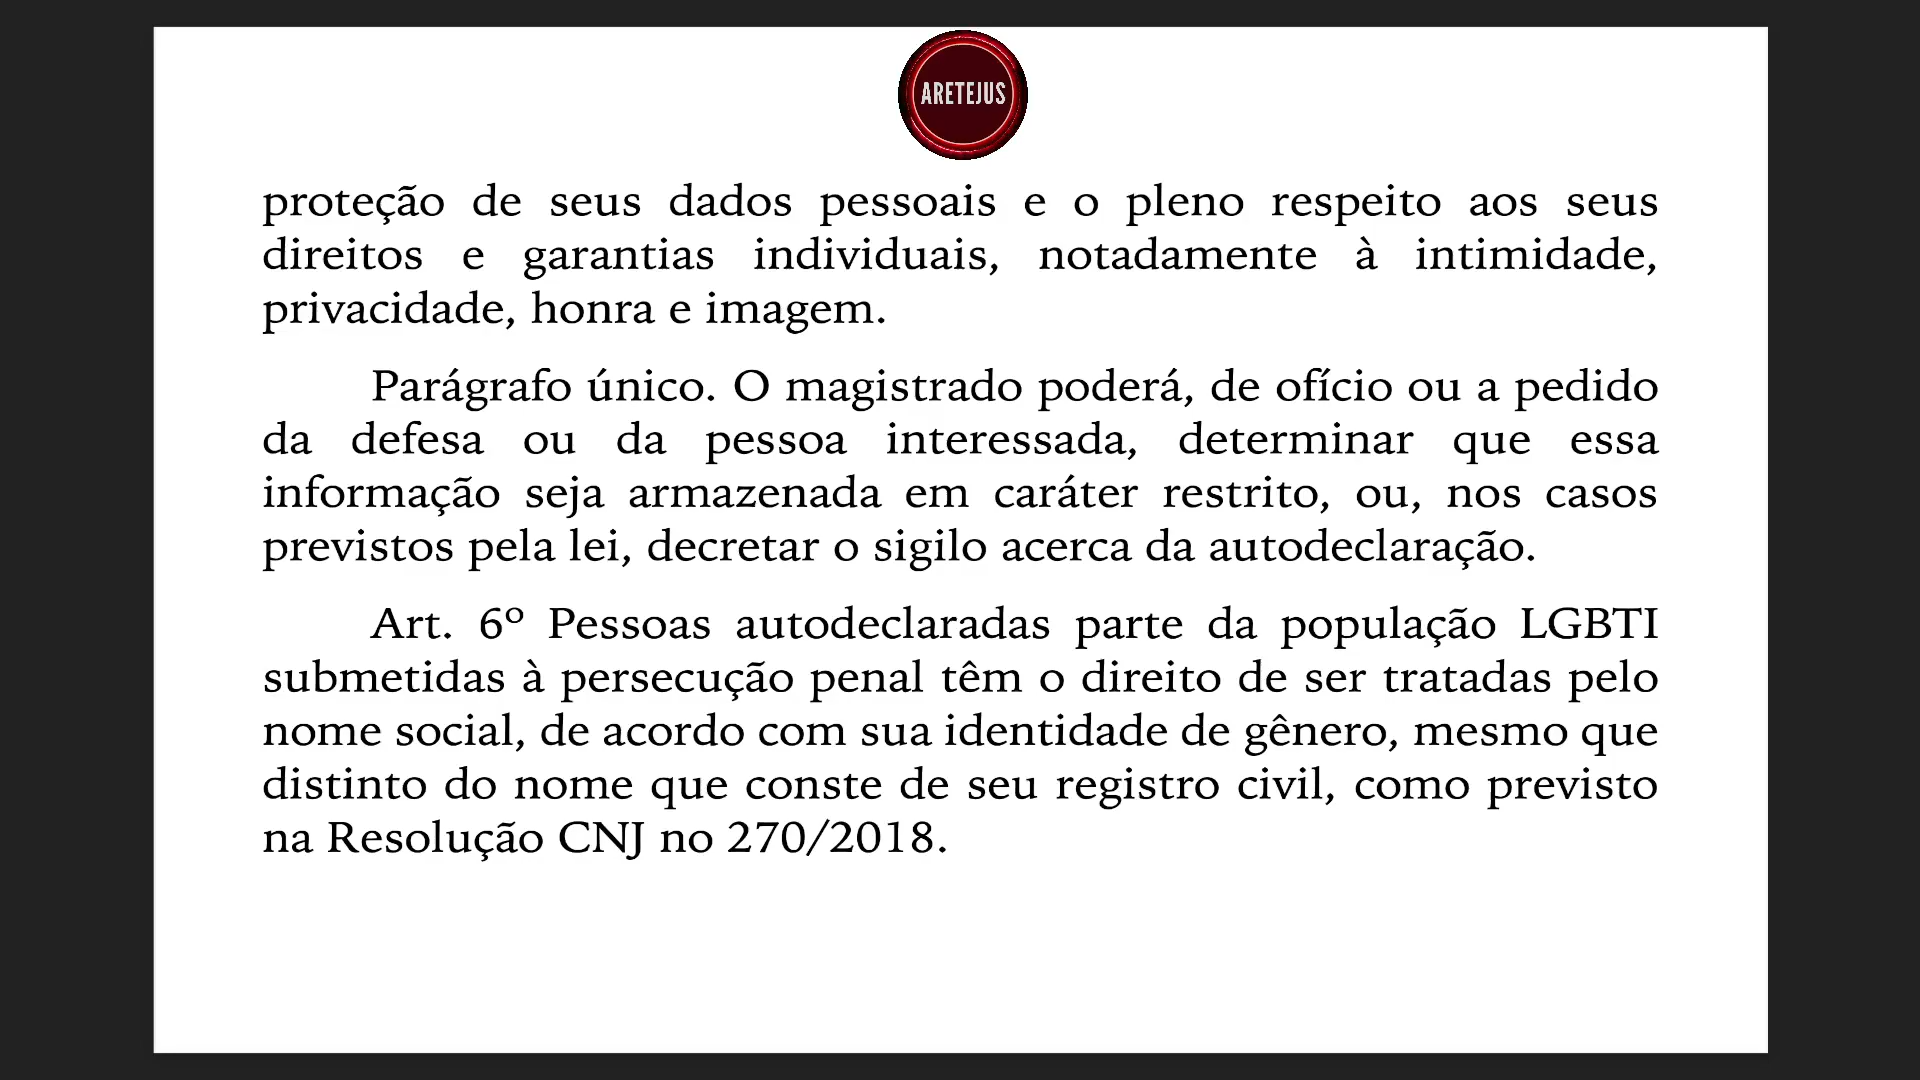 ARETEJUS
proteção de seus dados pessoais e o pleno respeito aos seus
direitos e garantias individuais, notadamente à intimidade,
privacidade, honra e imagem.
Parágrafo único. O magistrado poderá, de ofício ou a pedido
da defesa ou da pessoa interessada, determinar que essa
informação seja armazenada em caráter restrito, ou, nos casos
previstos pela lei, decretar o sigilo acerca da autodeclaração.
Art. 6º Pessoas autodeclaradas parte da população LGBTI
submetidas à persecução penal têm o direito de ser tratadas pelo
nome social, de acordo com sua identidade de gênero, mesmo que
distinto do nome que conste de seu registro civil, como previsto
na Resolução CNJ no 270/2018.